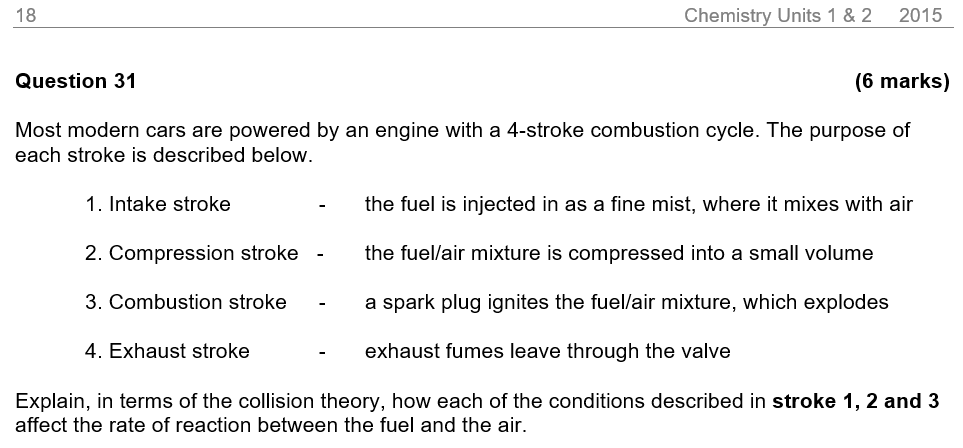 18 Chemistry Units 1 & 2 2015
Question 31 (6 marks)
Most modern cars are powered by an engine with a 4-stroke combustion cycle. The purpose of
each stroke is described below.
1. Intake stroke - the fuel is injected in as a fine mist, where it mixes with air
2. Compression stroke - the fuel/air mixture is compressed into a small volume
3. Combustion stroke - a spark plug ignites the fuel/air mixture, which explodes
4. Exhaust stroke - exhaust fumes leave through the valve
Explain, in terms of the collision theory, how each of the conditions described in stroke 1, 2 and 3
affect the rate of reaction between the fuel and the air.